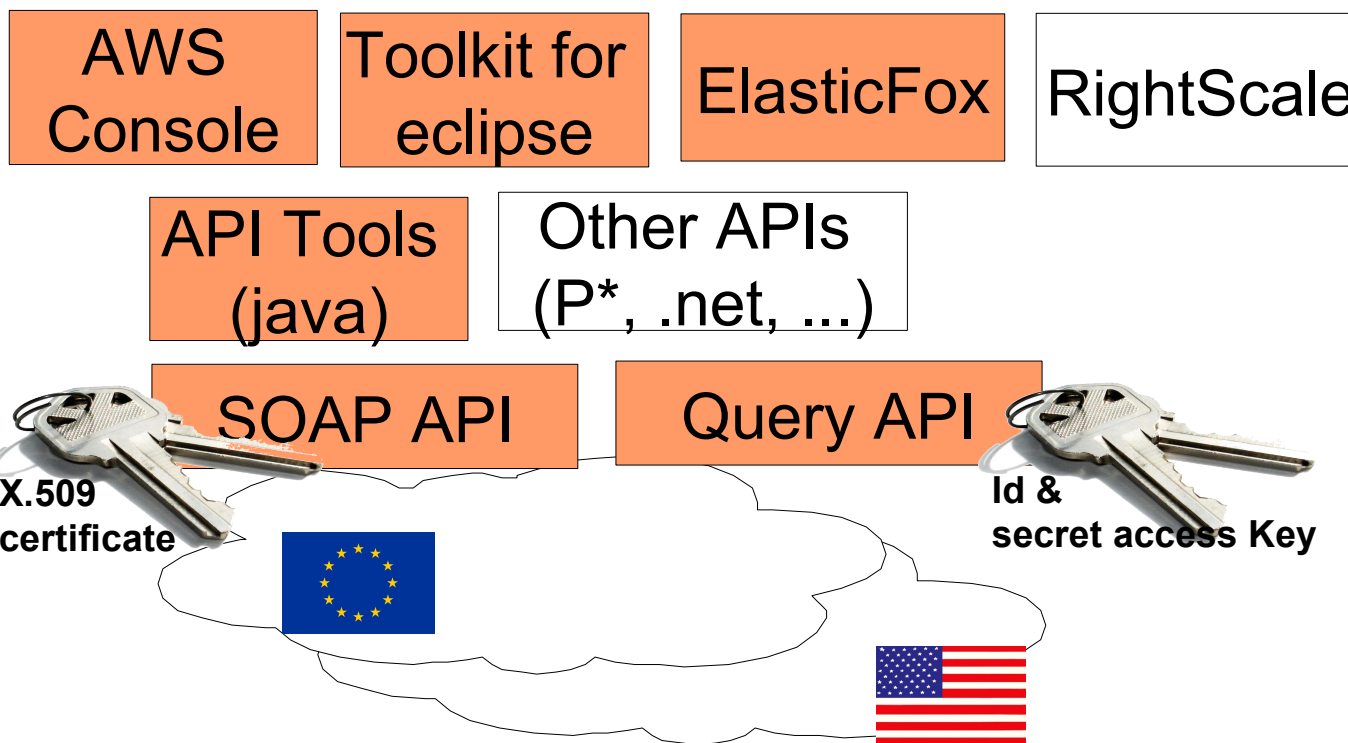 AWS
Console
Toolkit for
eclipse
ElasticFox
RightScale
API Tools
(java)
Other APIs
(P*, .net, ...)
SOAP API
Query API
X.509
certificate
Id &
secret access Key